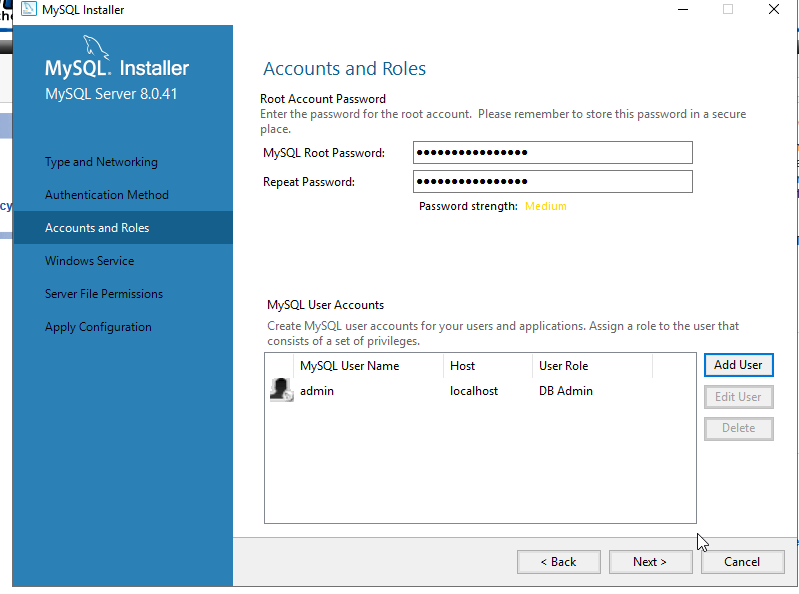 MySQL Installer
MySQL. Installer
MySQL Server 8.0.41
Type and Networking
Authentication Method
Accounts and Roles
Windows Service
Server File Permissions
Apply Configuration
Accounts and Roles
Root Account Password
Enter the password for the root account. Please remember to store this password in a secure
place.
MySQL Root Password: ●●●●●●●●●●●●●●●●
Repeat Password: ●●●●●●●●●●●●●●●●
Password strength: Medium
MySQL User Accounts
Create MySQL user accounts for your users and applications. Assign a role to the user that
consists of a set of privileges.
MySQL User Name Host User Role
admin localhost DB Admin
Add User
Edit User
Delete
< Back Next > Cancel